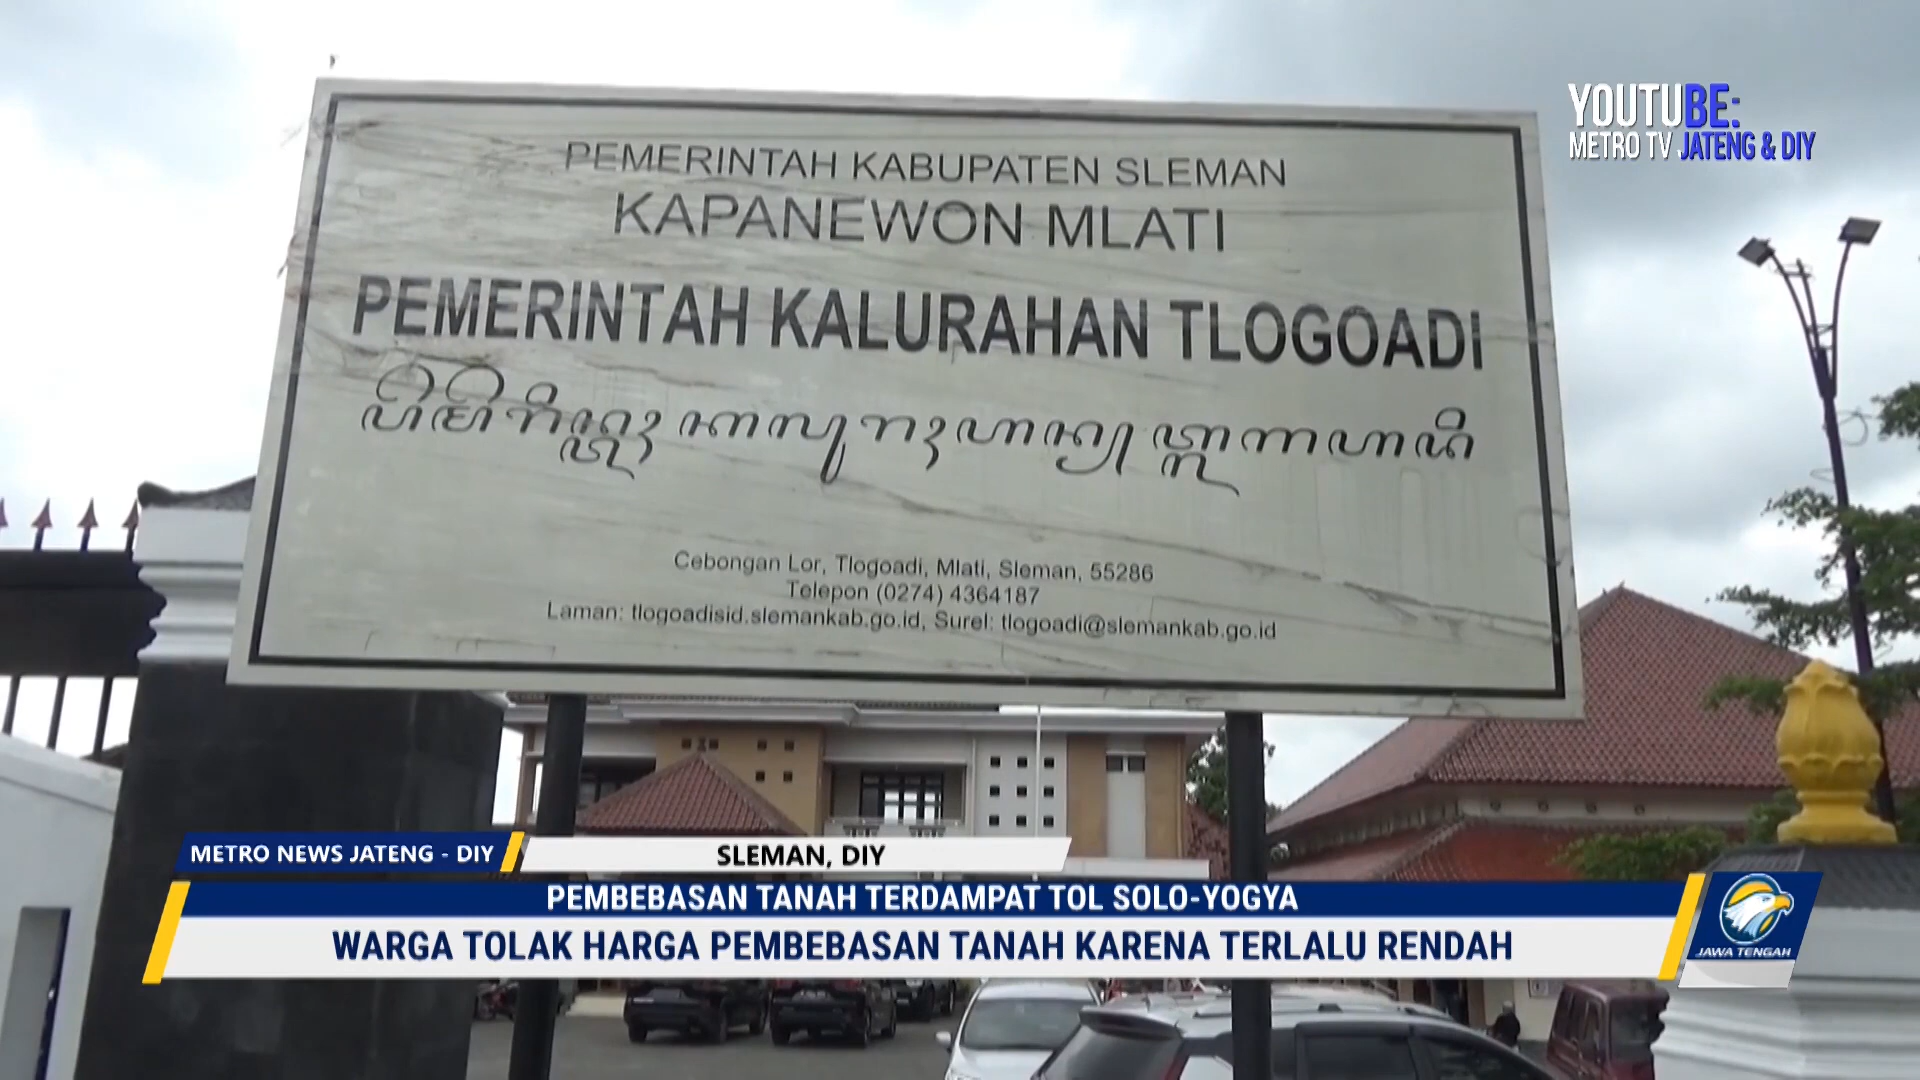 YOUTUBE:
METRO TV JATENG & DIY
PEMERINTAH KABUPATEN SLEMAN
KAPANEWON MLATI
PEMERINTAH KALURAHAN TLOGOADI
Cebongan Lor, Tlogoadi, Mlati, Sleman, 55286
Telepon (0274) 4364187
Laman: tlogoadisid.slemankab.go.id, Surel: tlogoadi@slemankab.go.id
METRO NEWS JATENG - DIY
SLEMAN, DIY
PEMBEBASAN TANAH TERDAMPAT TOL SOLO-YOGYA
WARGA TOLAK HARGA PEMBEBASAN TANAH KARENA TERLALU RENDAH
JAWA TENGAH